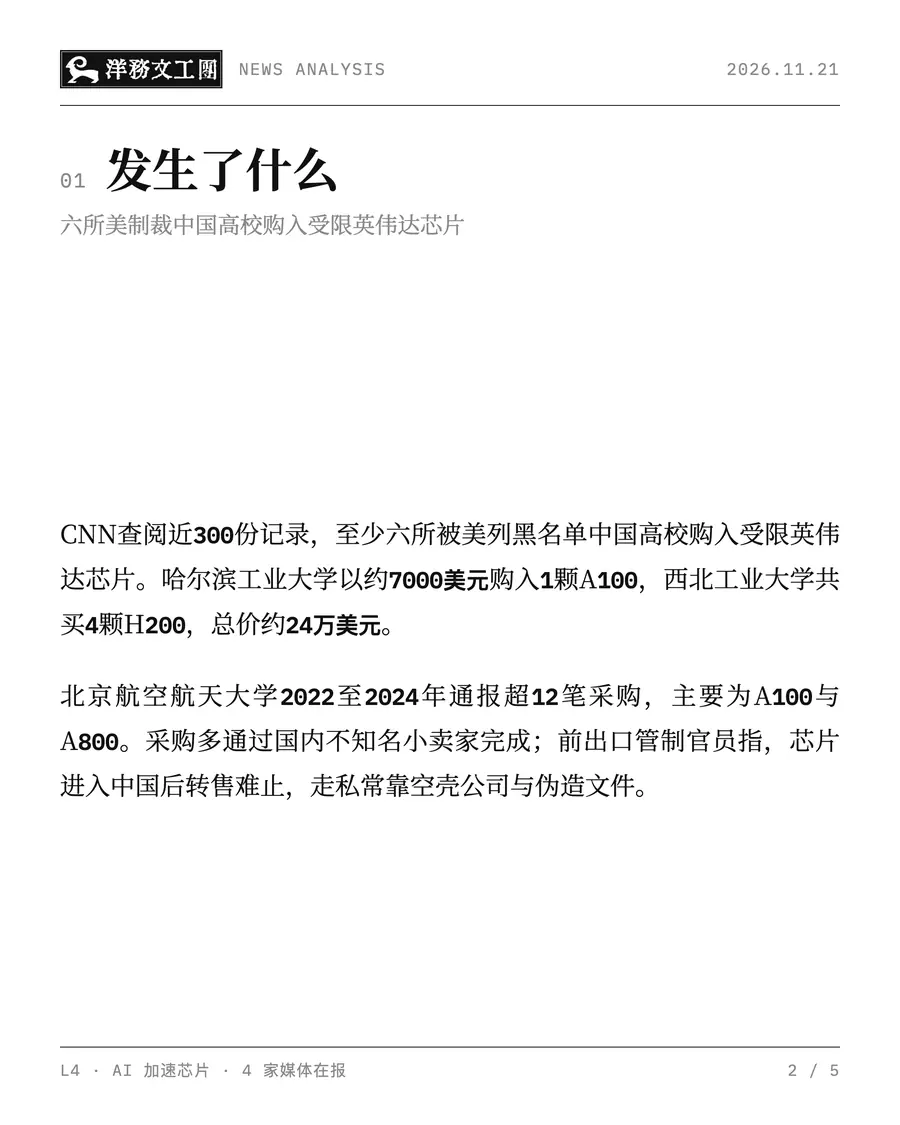 洋務文工團 NEWS ANALYSIS 2026.11.21
01 发生了什么
六所美制裁中国高校购入受限英伟达芯片
CNN查阅近300份记录，至少六所被美列黑名单中国高校购入受限英伟
达芯片。哈尔滨工业大学以约7000美元购入1颗A100，西北工业大学共
买4颗H200，总价约24万美元。
北京航空航天大学2022至2024年通报超12笔采购，主要为A100与
A800。采购多通过国内不知名小卖家完成；前出口管制官员指，芯片
进入中国后转售难止，走私常靠空壳公司与伪造文件。
L4 · AI 加速芯片 · 4 家媒体在报 2 / 5